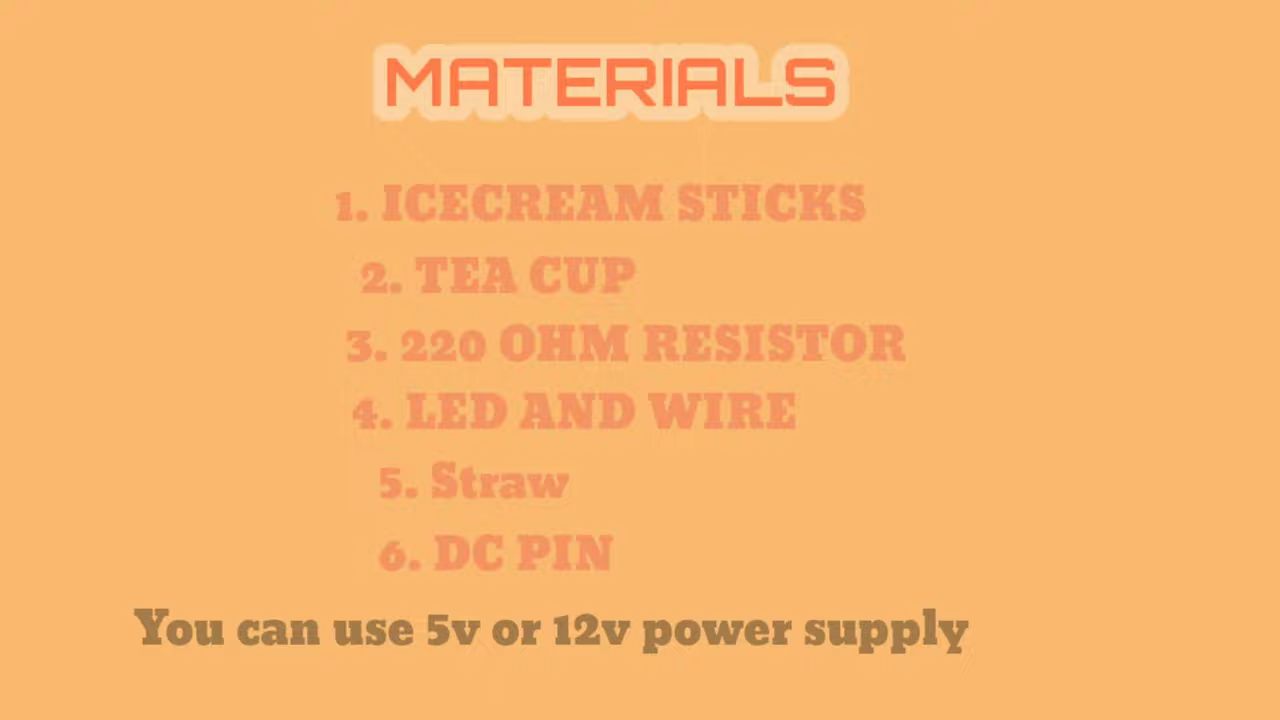 MATERIALS
1. ICECREAM STICKS
2. TEA CUP
3. 220 OHM RESISTOR
4. LED AND WIRE
5. Straw
6. DC PIN
You can use 5v or 12v power supply